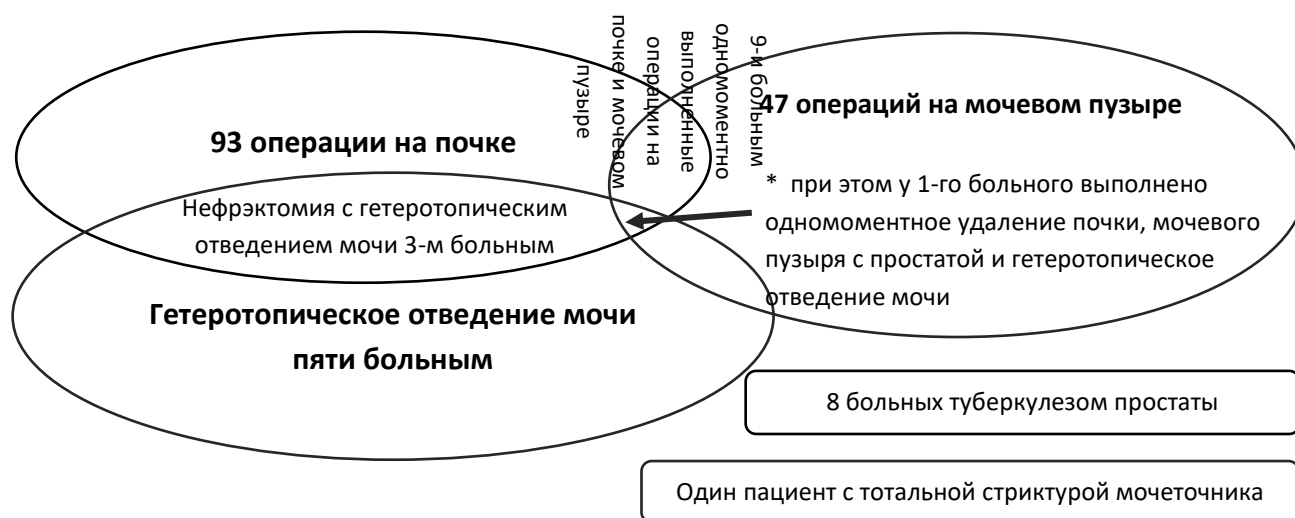 93 операции на почке
Нефрэктомия с гетеротопическим
отведением мочи 3-м больным
Гетеротопическое отведение мочи
пяти больным
9-и больным
одномоментно
выполненные
операции на
почке и мочевом
пузыре
47 операций на мочевом пузыре
* при этом у 1-го больного выполнено
одномоментное удаление почки, мочевого
пузыря с простатой и гетеротопическое
отведение мочи
8 больных туберкулезом простаты
Один пациент с тотальной стриктурой мочеточника